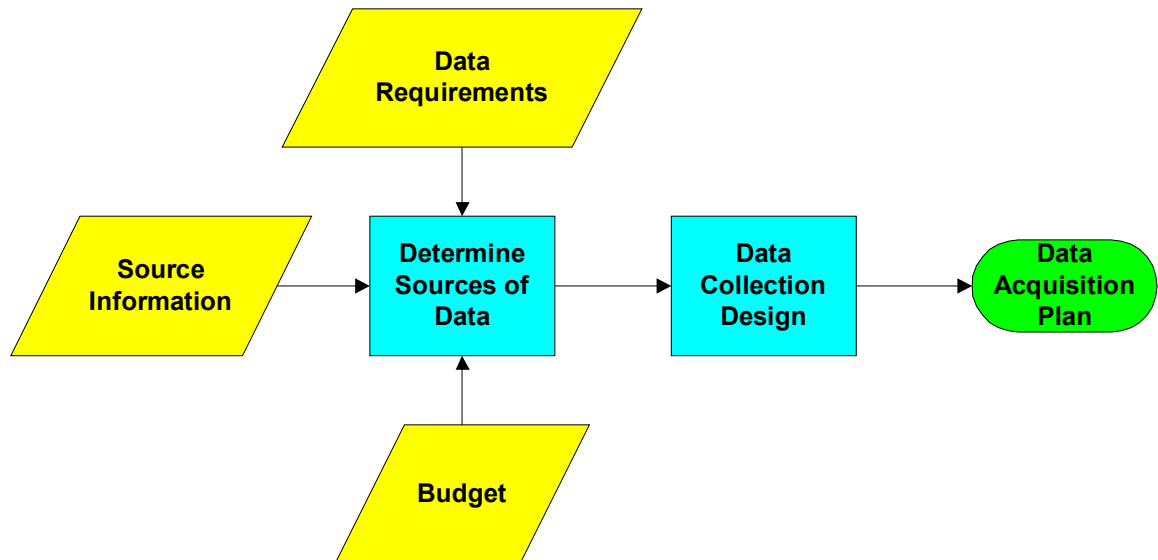 Data
Requirements
Source
Information
Determine
Sources of
Data
Data
Collection
Design
Data
Acquisition
Plan
Budget